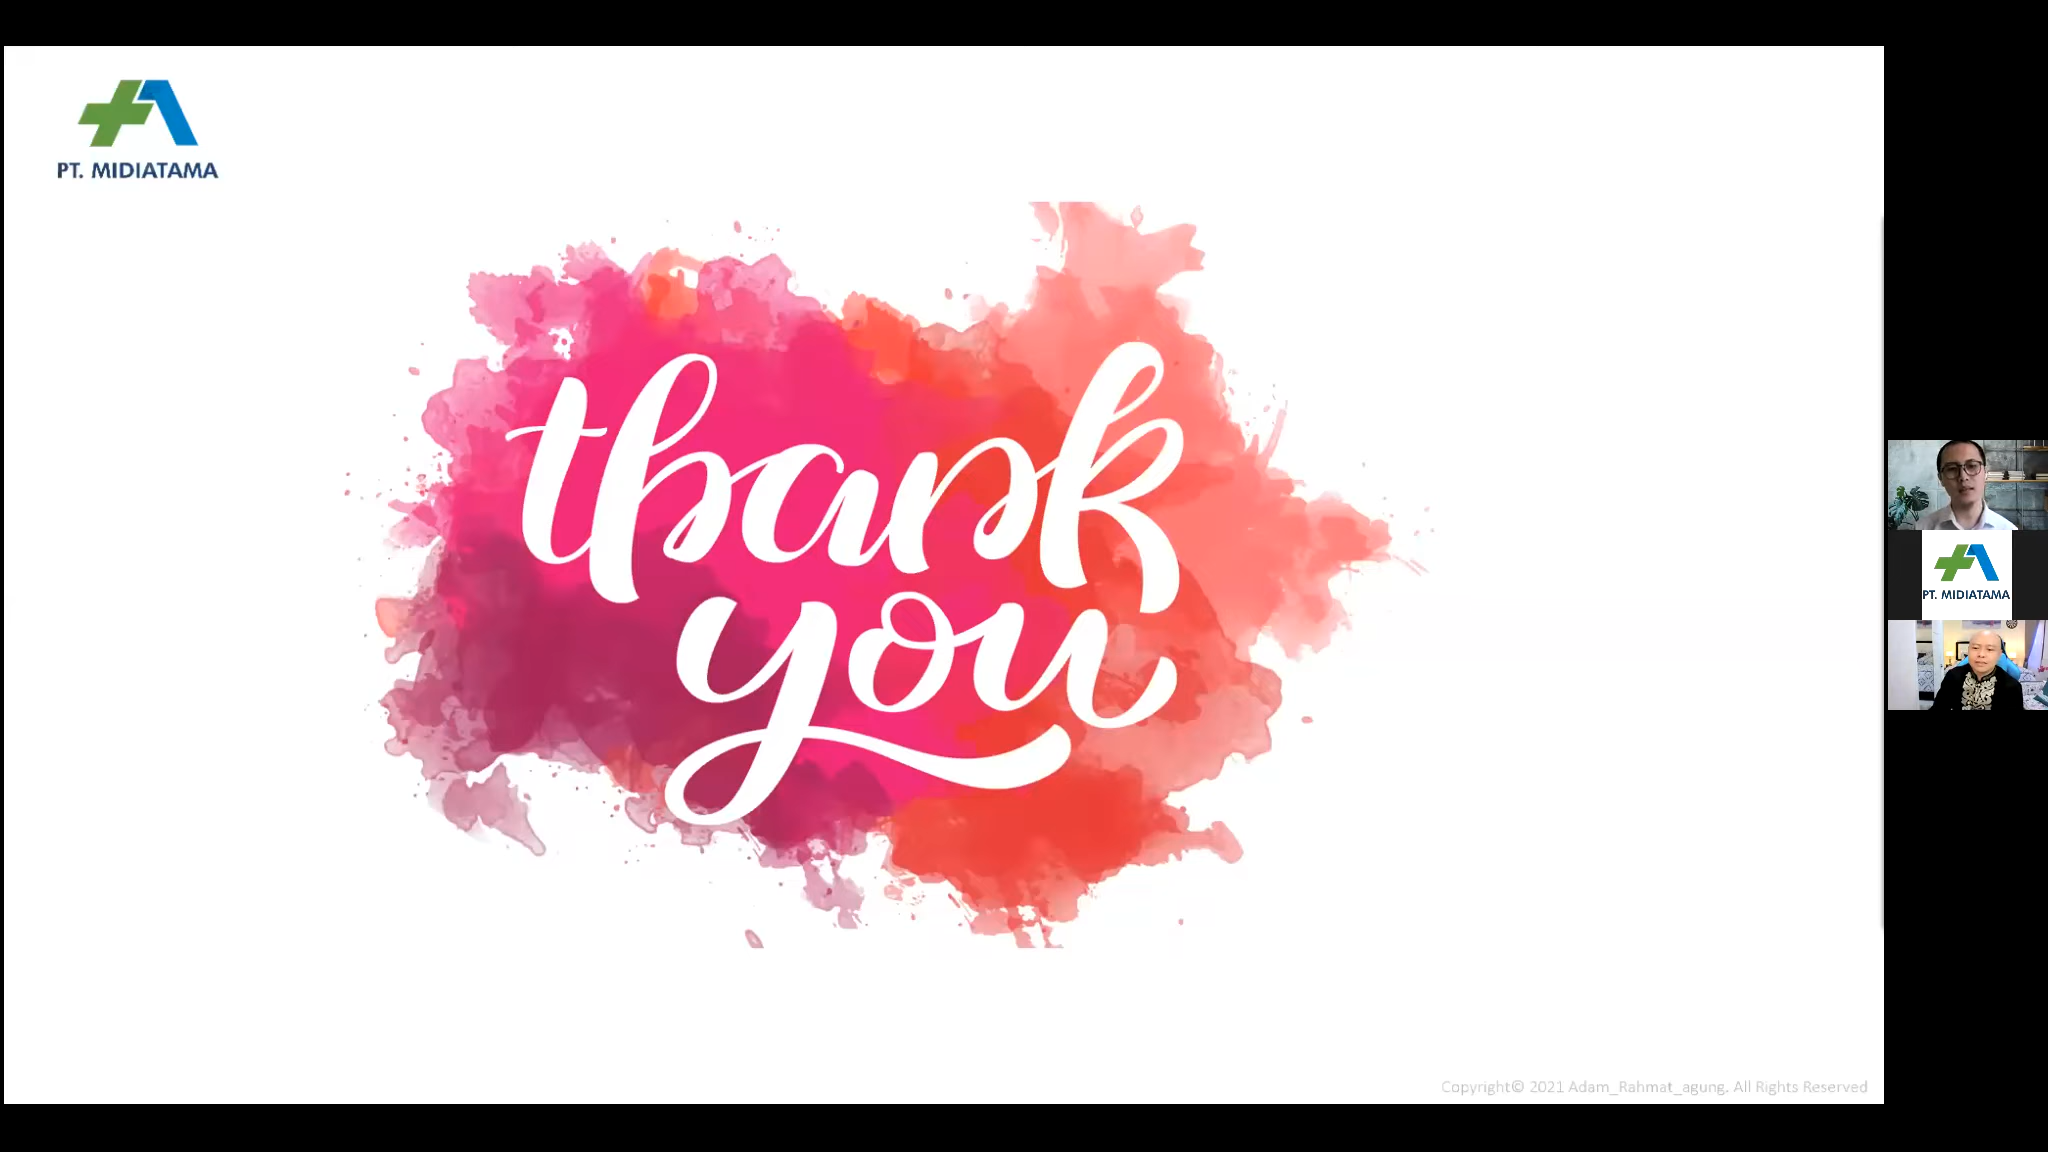 PT. MIDIATAMA
thank
you
PT. MIDIATAMA
Copyright© 2021 Adam_Rahmat_agung. All Rights Reserved